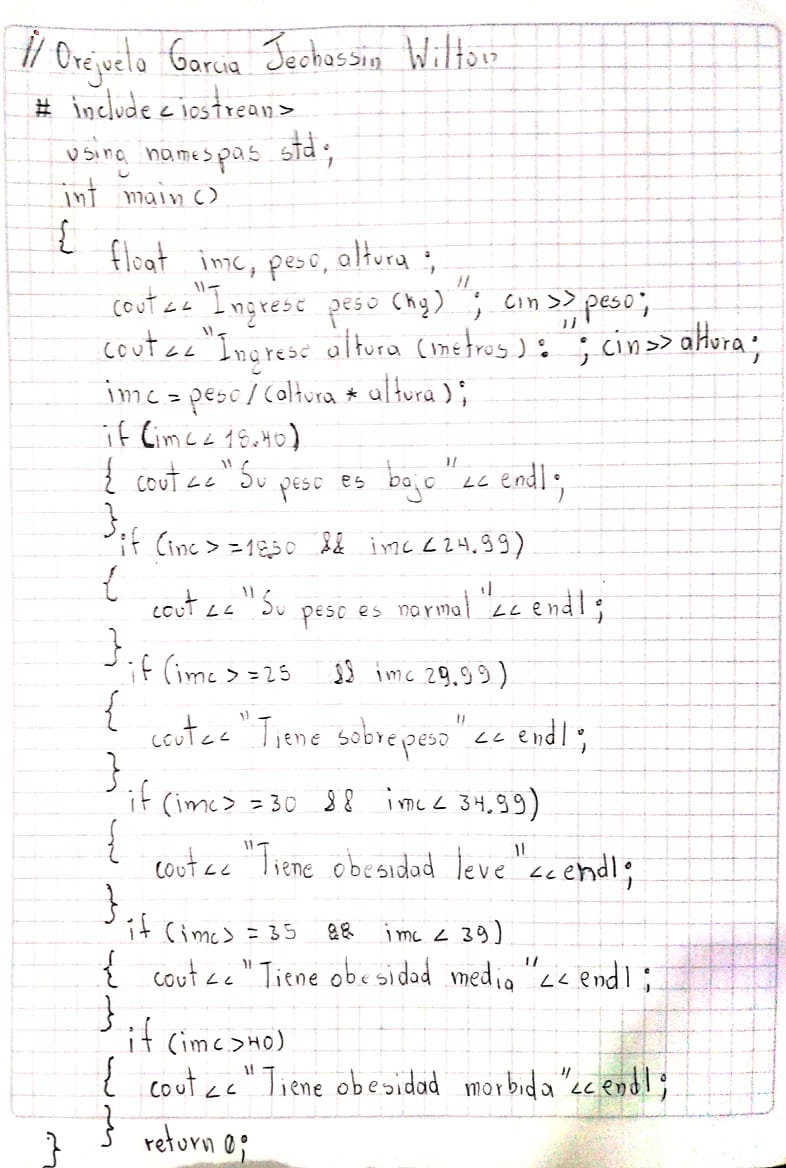 // Orejuela Garcia Jeohassin Wilton
# include <iostrean>
using namespas std;
int main ()
{
float imc, peso, altura;
cout << "Ingrese peso (kg) "; cin >> peso;
cout << "Ingrese altura (metros): "; cin >> altura;
imc = peso / (altura * altura);
if (imc < 18.40)
{ cout << "Su peso es bajo" << endl;
}
if (inc > = 18.50 && imc < 24.99)
{
cout << "Su peso es narmal" << endl;
}
if (imc > = 25 && imc 29.99)
{
cout << "Tiene sobrepeso" << endl;
}
if (imc > = 30 && imc < 34.99)
{
cout << "Tiene obesidad leve" << endl;
}
if (imc > = 35 && imc < 39)
{ cout << "Tiene obesidad media" << endl;
}
if (imc > 40)
{ cout << "Tiene obesidad morbida" << endl;
} return 0;
}